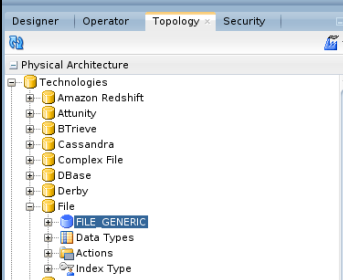 Designer Operator Topology Security
Physical Architecture
Technologies
Amazon Redshift
Attunity
BTrieve
Cassandra
Complex File
DBase
Derby
File
FILE_GENERIC
Data Types
Actions
Index Type